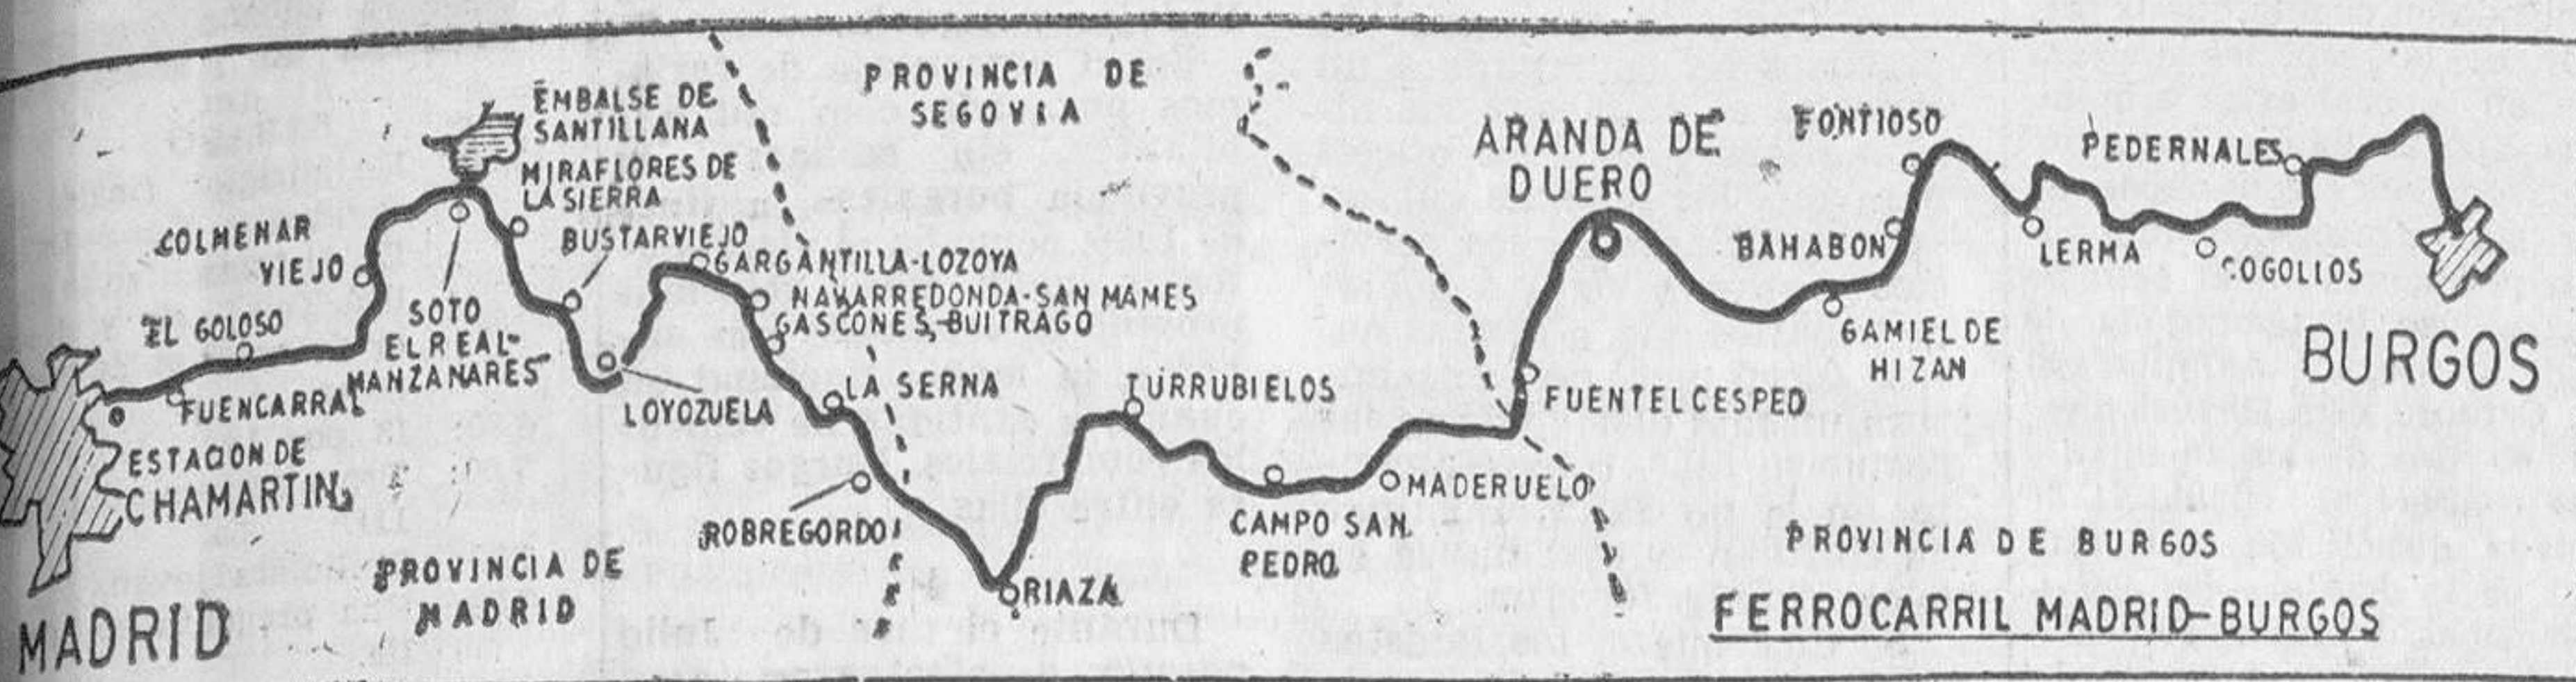 PROVINCIA DE
SEGOVIA
EMBALSE DE
SANTILLANA
MIRAFLORES DE
LA SIERRA
BUSTARVIEJO
GARGANTILLA-LOZOYA
NAVARREDONDA-SAN MAMES
GASCONES-BUITRAGO
COLMENAR
VIEJO
EL GOLOSO
SOTO
EL REAL-
MANZANARES
FUENCARRAL
ESTACION DE
CHAMARTIN
LOYOZUELA
LA SERNA
ROBREGORDO
RIAZA
TURRUBIELOS
CAMPO SAN
PEDRO
MADERUELO
FUENTELCESPED
ARANDA DE
DUERO
FONTIOSO
BAHABON
GAMIEL DE
HIZAN
PEDERNALES
LERMA
COGOLLOS
BURGOS
MADRID
PROVINCIA DE
MADRID
PROVINCIA DE BURGOS
FERROCARRIL MADRID-BURGOS